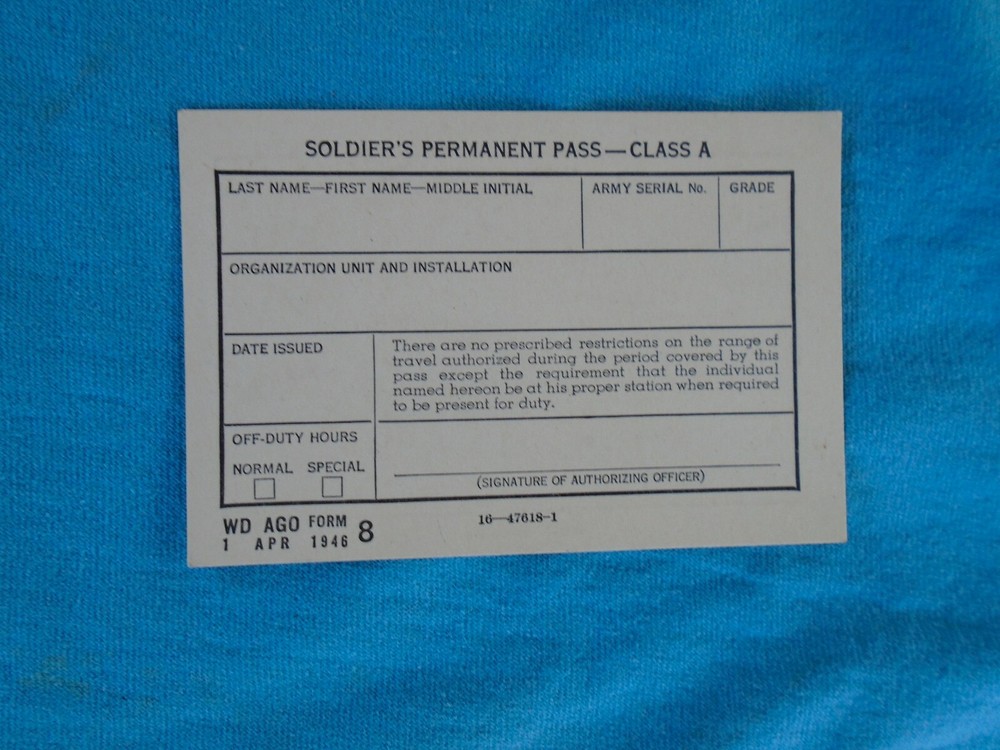 SOLDIER'S PERMANENT PASS—CLASS A
LAST NAME—FIRST NAME—MIDDLE INITIAL
ARMY SERIAL No.
GRADE
ORGANIZATION UNIT AND INSTALLATION
DATE ISSUED
There are no prescribed restrictions on the range of
travel authorized during the period covered by this
pass except the requirement that the individual
named hereon be at his proper station when required
to be present for duty.
OFF-DUTY HOURS
NORMAL SPECIAL
(SIGNATURE OF AUTHORIZING OFFICER)
WD AGO FORM 8
1 APR 1946
16—47618-1